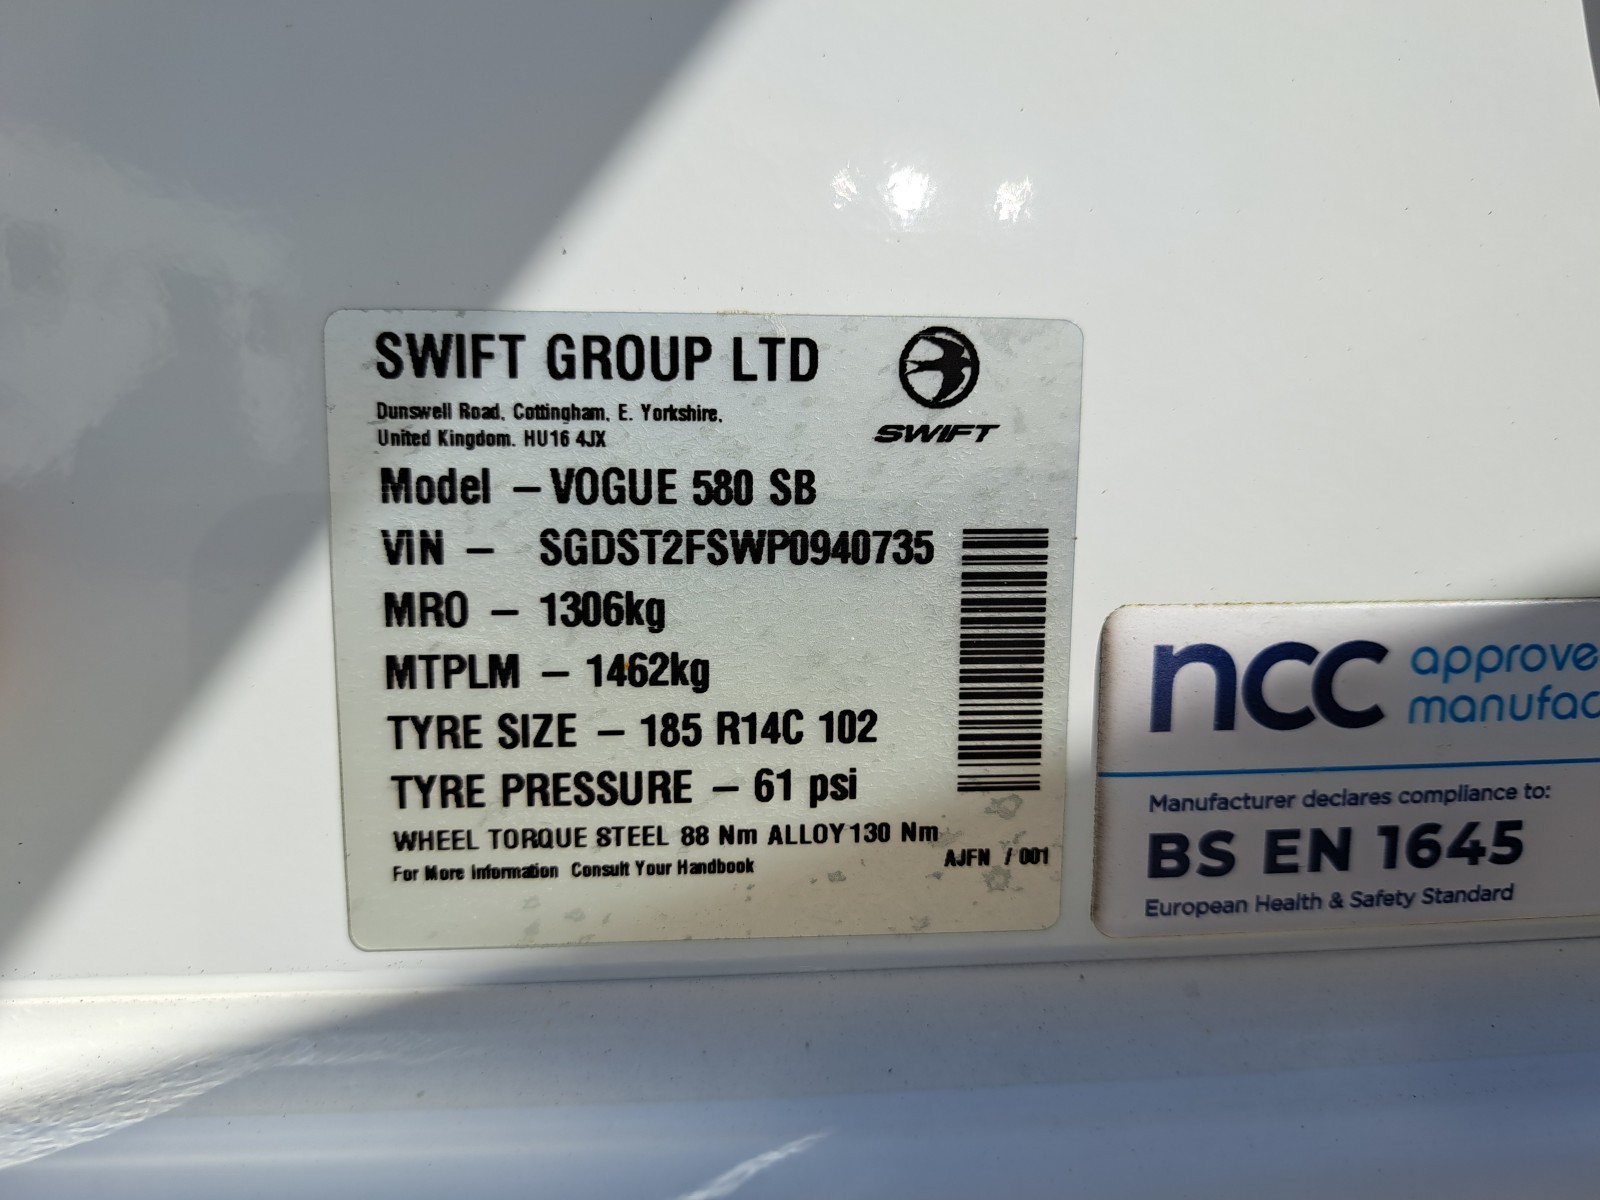 SWIFT GROUP LTD
Dunswell Road, Cottingham, E. Yorkshire,
United Kingdom. HU16 4JX
SWIFT
Model – VOGUE 580 SB
VIN – SGDST2FSWP0940735
MRO – 1306kg
MTPLM – 1462kg
TYRE SIZE – 185 R14C 102
TYRE PRESSURE – 61 psi
WHEEL TORQUE STEEL 88 Nm ALLOY 130 Nm
For More Information Consult Your Handbook
AJFN / 001
ncc approve
manufac
Manufacturer declares compliance to:
BS EN 1645
European Health & Safety Standard